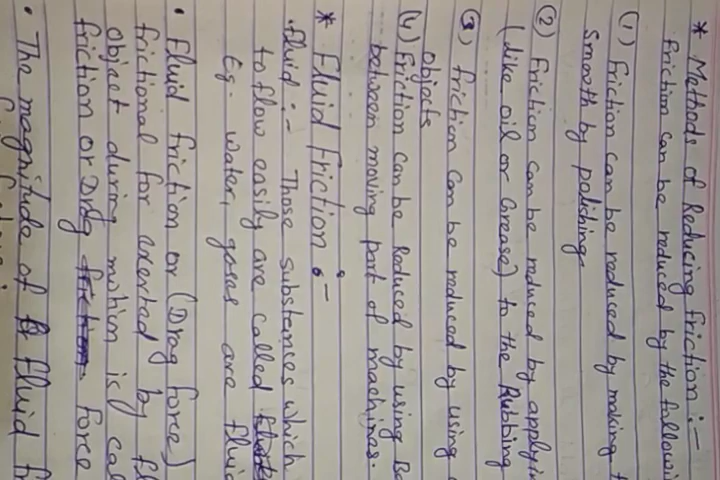 * Methods of Reducing friction :-
friction can be reduced by the
(1) Friction can be reduced by making
Smooth by polishing.
(2) Friction can be reduced by
(like oil or Grease) to the Rubbing
(3) friction can be reduced by using
objects
(4) Friction can be Reduced by using
between moving part of machines.
* Fluid Friction :-
fluid :- Those substances which
to flow easily are called
Eg. water, gases are
• Fluid friction or (Drag force)
frictional for exerted by
object during motion is
friction or Drag Force
• The magnitude of fluid